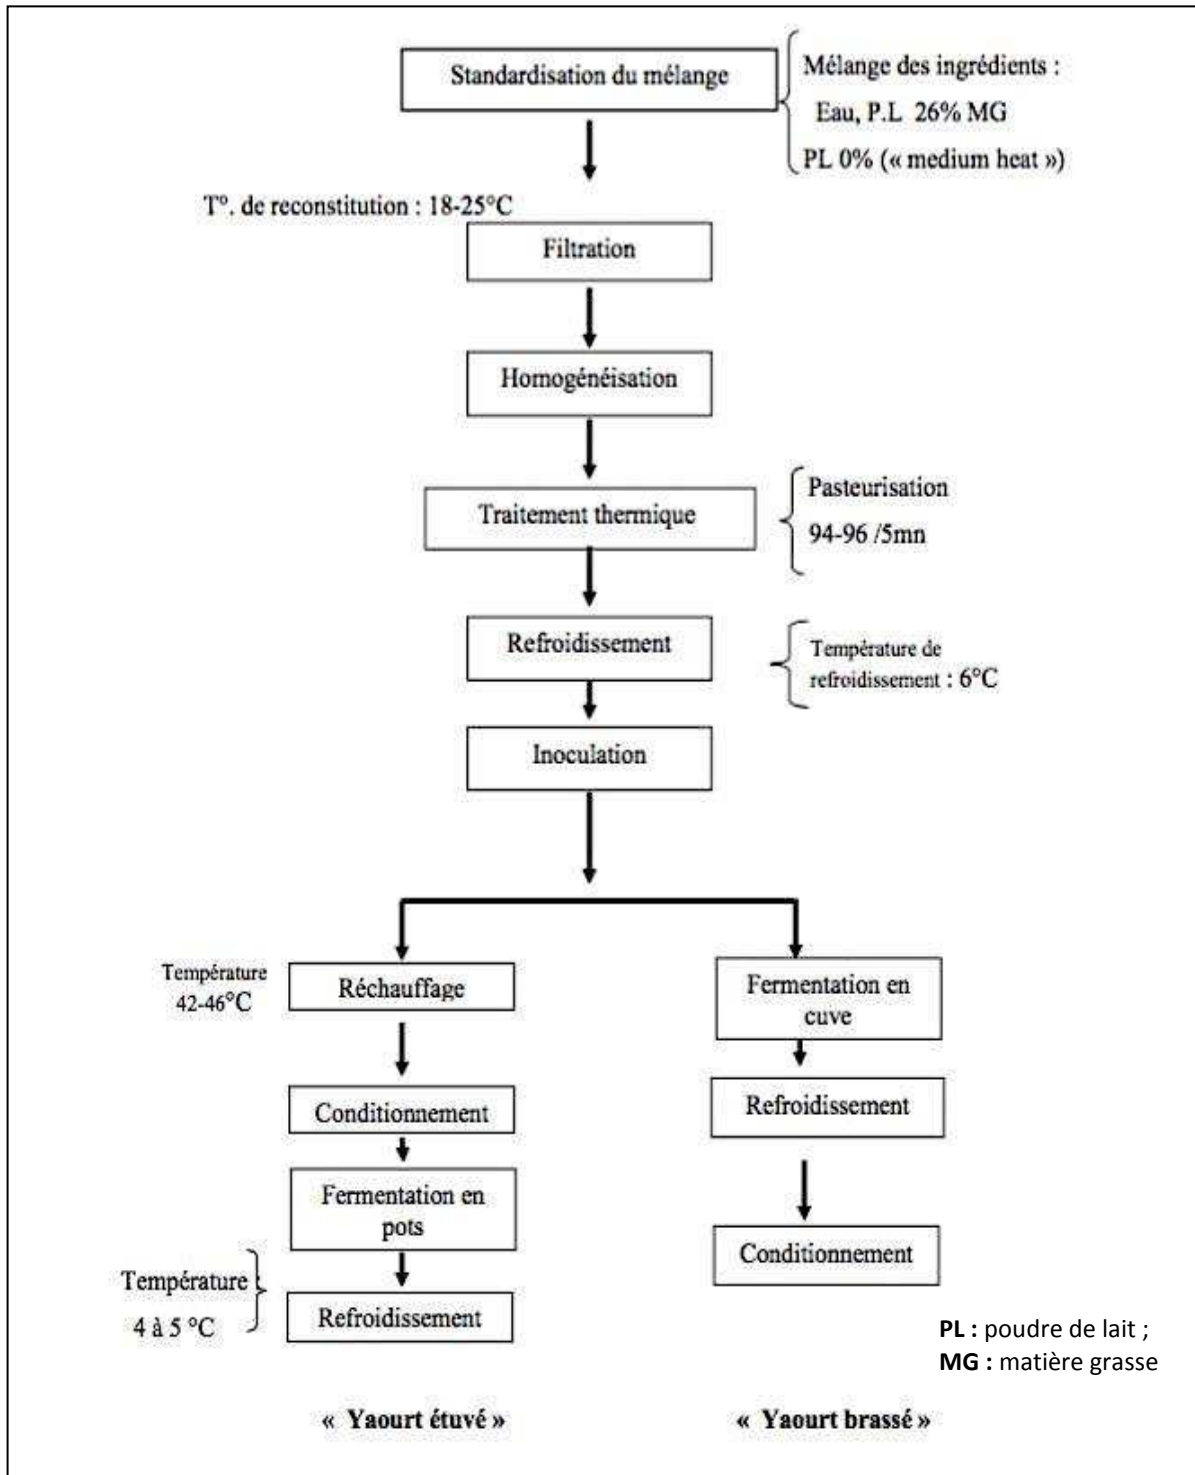 Standardisation du mélange
Mélange des ingrédients :
Eau, P.L 26% MG
PL 0% (« medium heat »)
T°. de reconstitution : 18-25°C
Filtration
Homogénéisation
Traitement thermique
Pasteurisation
94-96 /5mn
Refroidissement
Température de
refroidissement : 6°C
Inoculation
Température
42-46°C
Réchauffage
Fermentation en
cuve
Conditionnement
Refroidissement
Fermentation en
pots
Conditionnement
Température
4 à 5 °C
Refroidissement
PL : poudre de lait ;
MG : matière grasse
« Yaourt étuvé »
« Yaourt brassé »